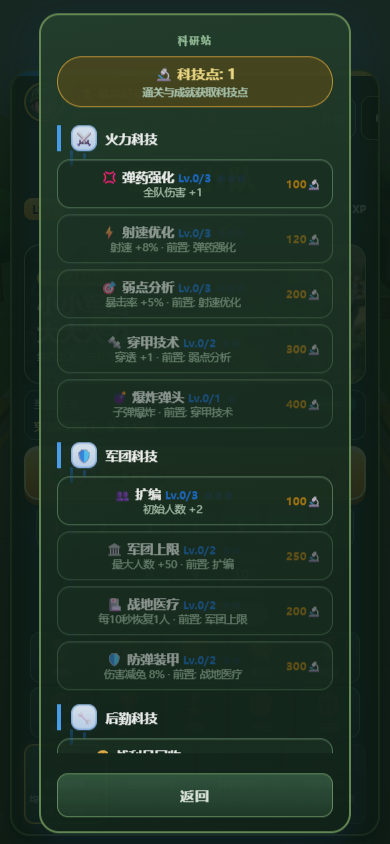 科研站
科技点: 1
通关与成就获取科技点
火力科技
弹药强化 Lv.0/3
全队伤害 +1
100
射速优化 Lv.0/3
射速 +8% · 前置: 弹药强化
120
弱点分析 Lv.0/3
暴击率 +5% · 前置: 射速优化
200
穿甲技术 Lv.0/2
穿透 +1 · 前置: 弱点分析
300
爆炸弹头 Lv.0/1
子弹爆炸 · 前置: 穿甲技术
400
军团科技
扩编 Lv.0/3
初始人数 +2
100
军团上限 Lv.0/2
最大人数 +50 · 前置: 扩编
250
战地医疗 Lv.0/2
每10秒恢复1人 · 前置: 军团上限
200
防弹装甲 Lv.0/2
伤害减免 8% · 前置: 战地医疗
300
后勤科技
返回